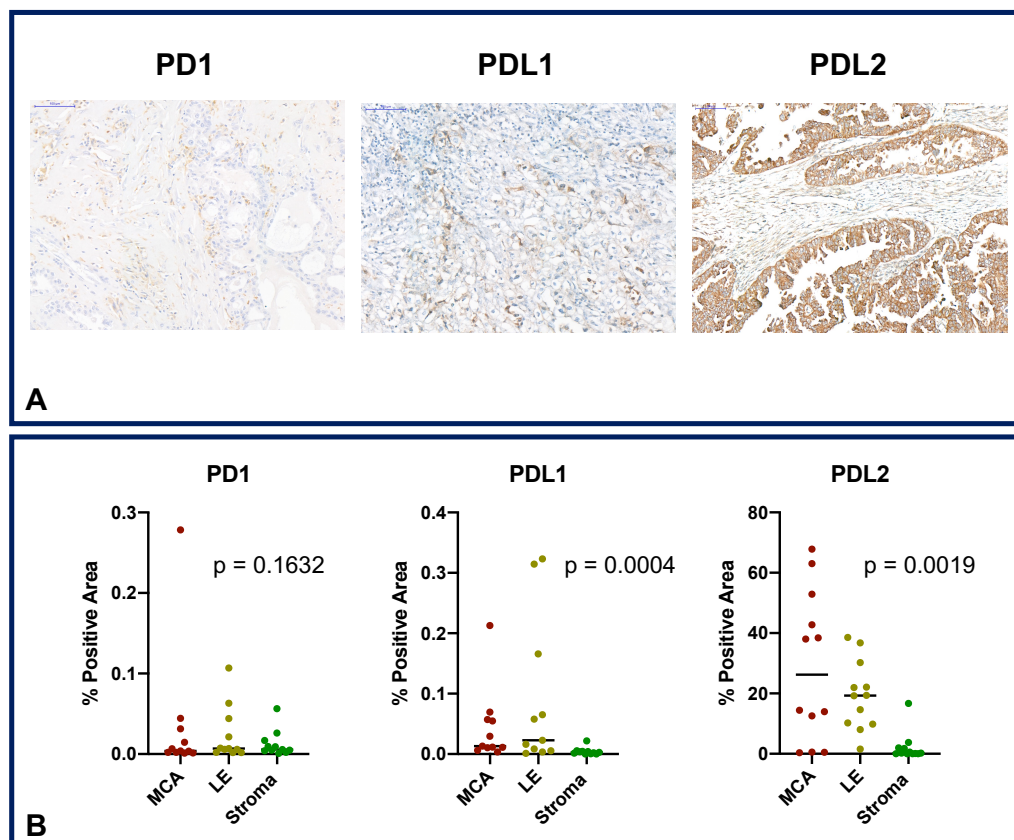 PD1 PDL1 PDL2
A
PD1 PDL1 PDL2
% Positive Area
0.3
0.2
0.1
0.0
p = 0.1632
MCA LE Stroma
% Positive Area
0.4
0.3
0.2
0.1
0.0
p = 0.0004
MCA LE Stroma
% Positive Area
80
60
40
20
0
p = 0.0019
MCA LE Stroma
B